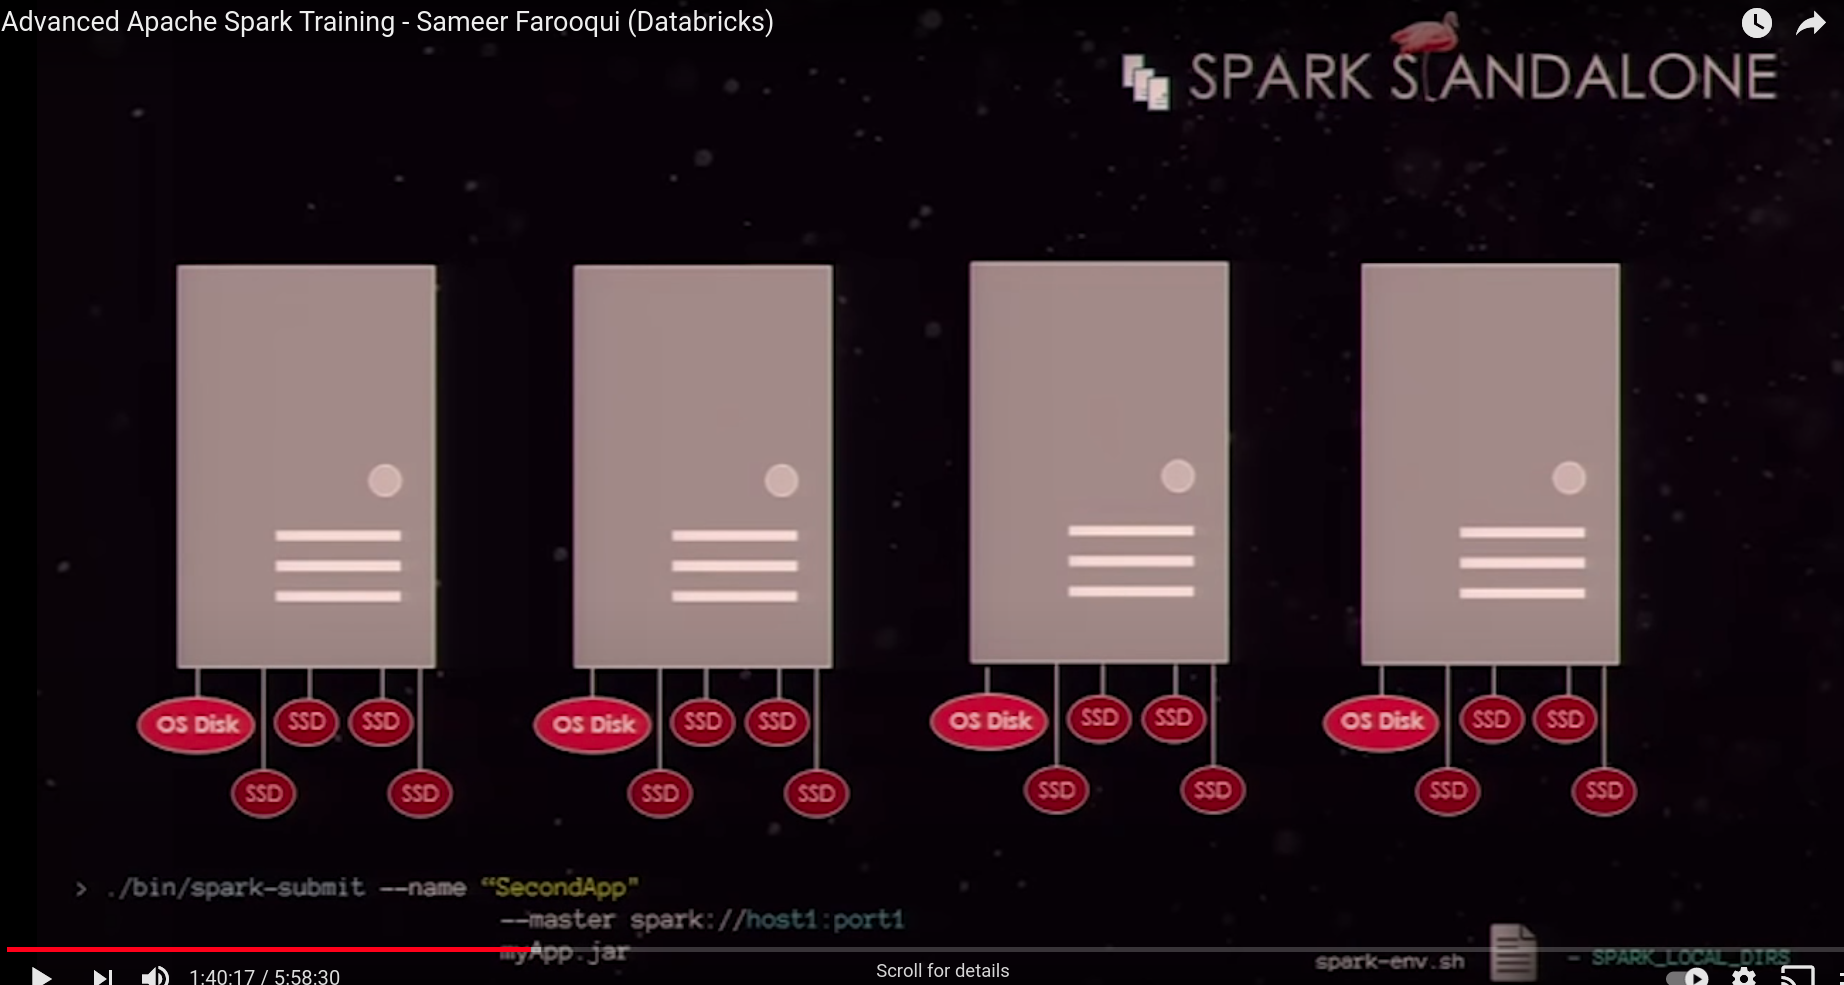 Advanced Apache Spark Training - Sameer Farooqui (Databricks)
SPARK STANDALONE
OS Disk SSD SSD OS Disk SSD SSD OS Disk SSD SSD OS Disk SSD SSD
SSD SSD SSD SSD SSD SSD SSD SSD
> ./bin/spark-submit --name “SecondApp"
--master spark://host1:port1
myApp.jar
spark-env.sh - SPARK_LOCAL_DIRS
1:40:17 / 5:58:30
Scroll for details